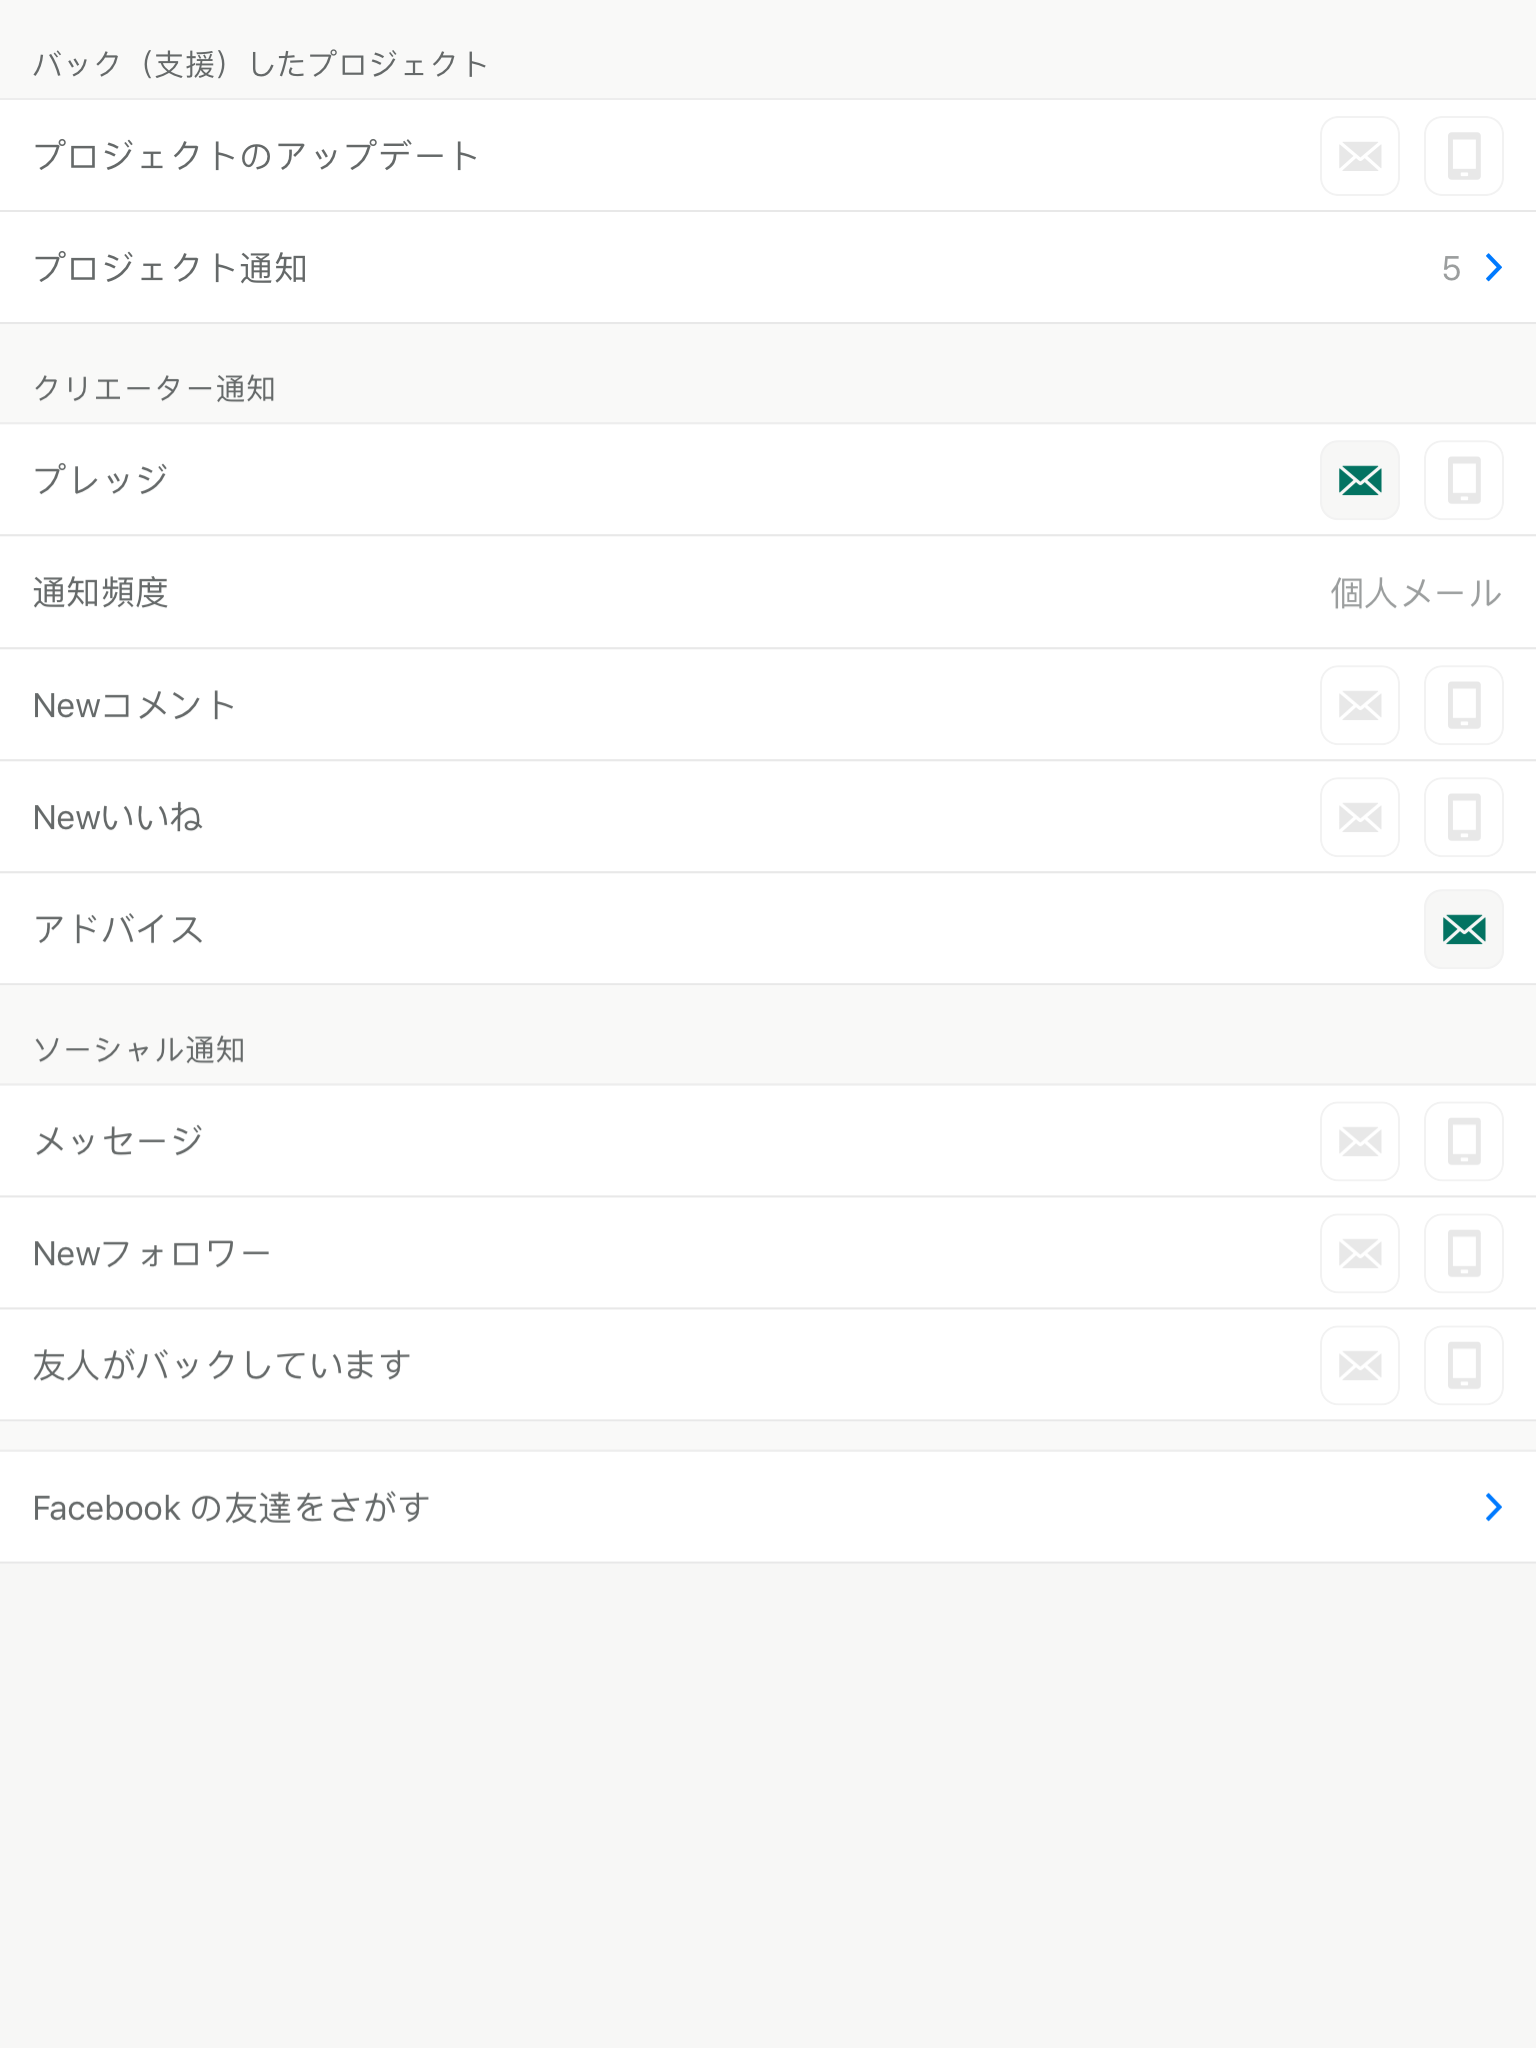 バック（支援）したプロジェクト
プロジェクトのアップデート
プロジェクト通知 5
クリエーター通知
プレッジ
通知頻度 個人メール
Newコメント
Newいいね
アドバイス
ソーシャル通知
メッセージ
Newフォロワー
友人がバックしています
Facebook の友達をさがす